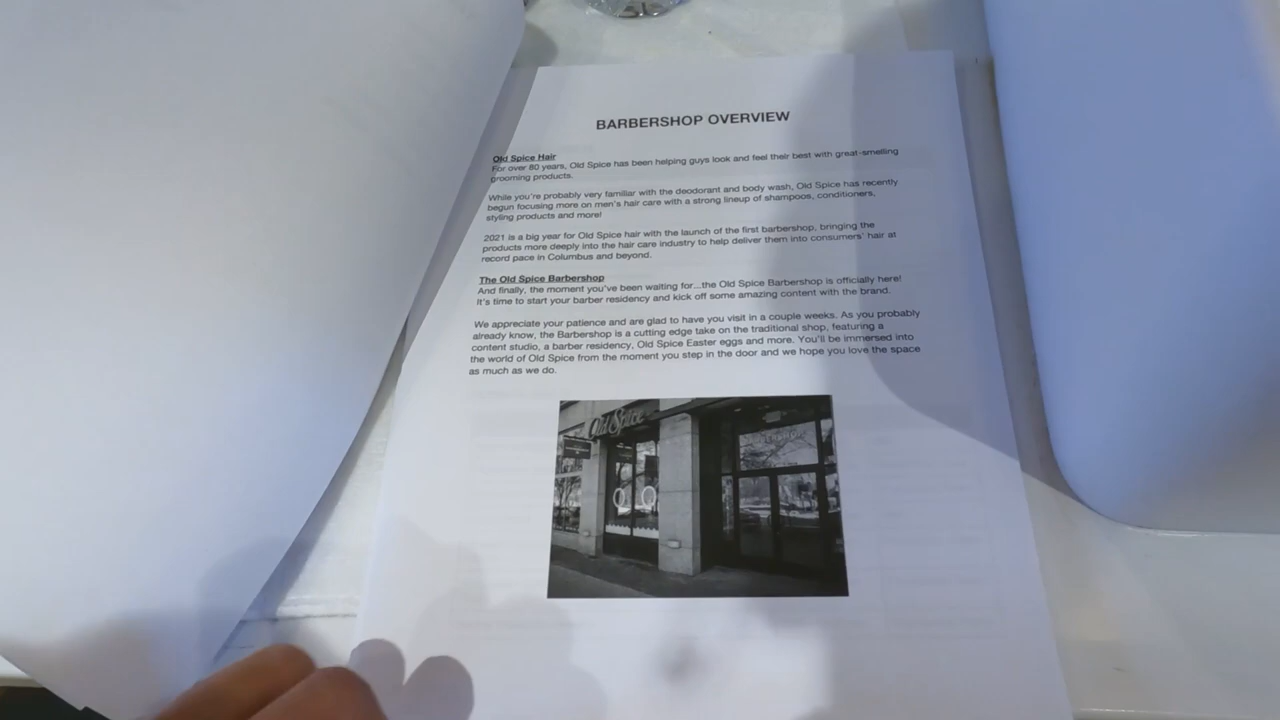 BARBERSHOP OVERVIEW
Old Spice Hair
For over 80 years, Old Spice has been helping guys look and feel their best with great-smelling
grooming products.
While you're probably very familiar with the deodorant and body wash, Old Spice has recently
begun focusing more on men's hair care with a strong lineup of shampoos, conditioners,
styling products and more!
2021 is a big year for Old Spice hair with the launch of the first barbershop, bringing the
products more deeply into the hair care industry to help deliver them into consumers' hair at
record pace in Columbus and beyond.
The Old Spice Barbershop
And finally, the moment you've been waiting for...the Old Spice Barbershop is officially here!
It's time to start your barber residency and kick off some amazing content with the brand.
We appreciate your patience and are glad to have you visit in a couple weeks. As you probably
already know, the Barbershop is a cutting edge take on the traditional shop, featuring a
content studio, a barber residency, Old Spice Easter eggs and more. You'll be immersed into
the world of Old Spice from the moment you step in the door and we hope you love the space
as much as we do.
Old Spice